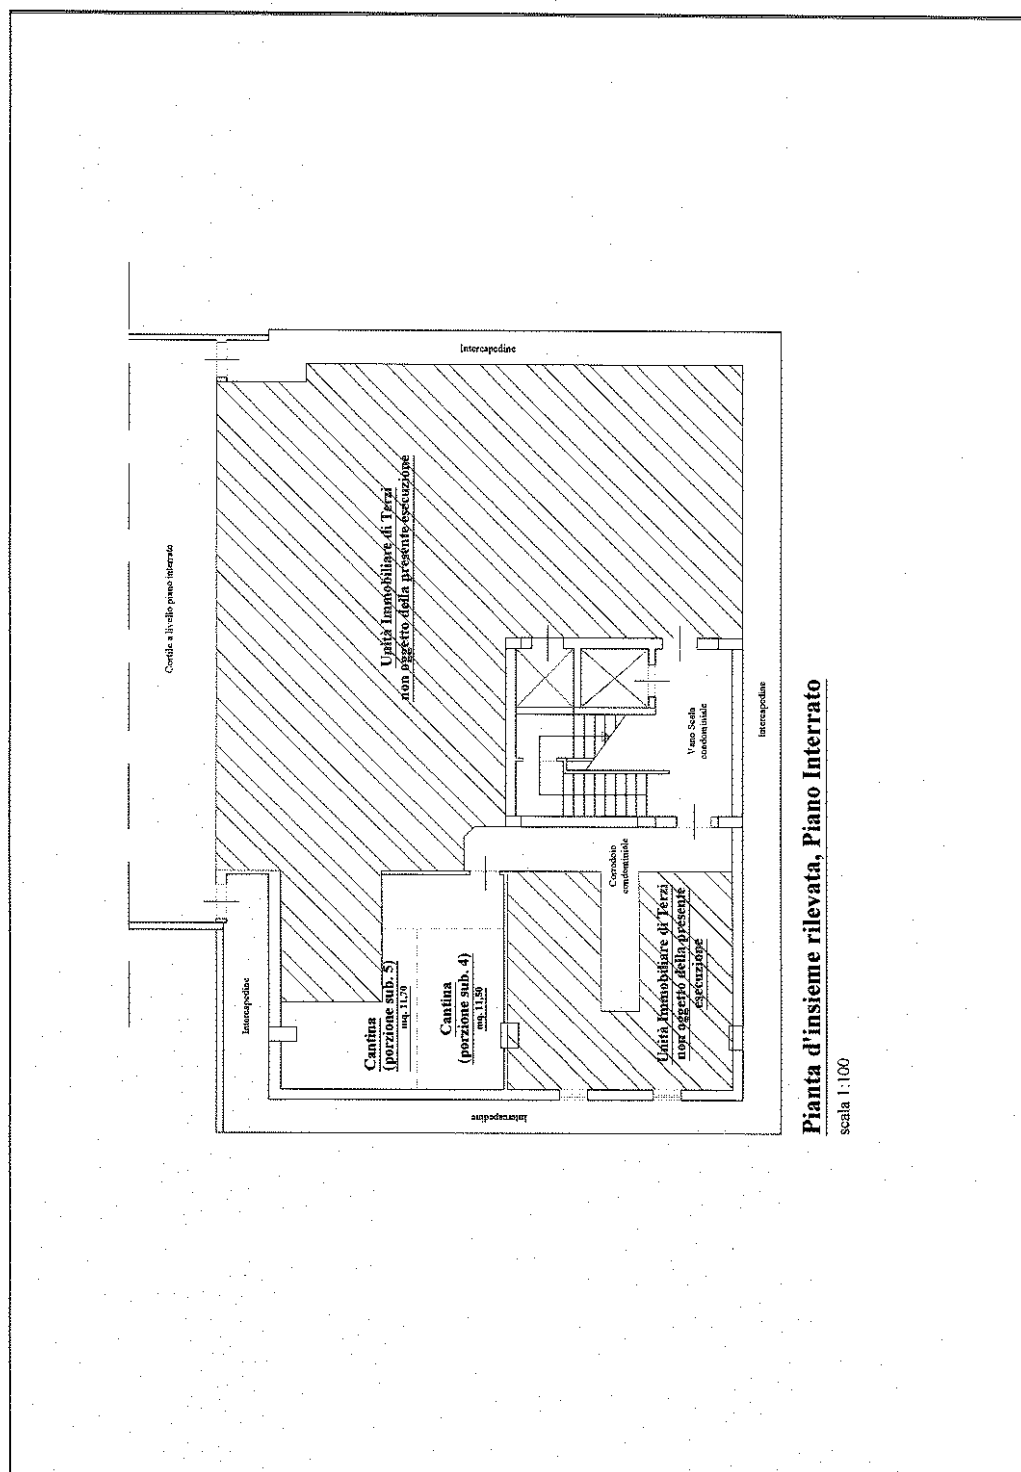 Cortile a livello piano interrato
Intercapedine
Intercapedine
Unità Immobiliare di Terzi
non oggetto della presente esecuzione
Cantina
(porzione sub. 5)
mq. 11,70
Cantina
(porzione sub. 4)
mq. 11,50
Intercapedine
Corridoio
condominiale
Vano Scala
condominiale
Unità Immobiliare di Terzi
non oggetto della presente
esecuzione
Intercapedine
Pianta d'insieme rilevata, Piano Interrato
scala 1:100